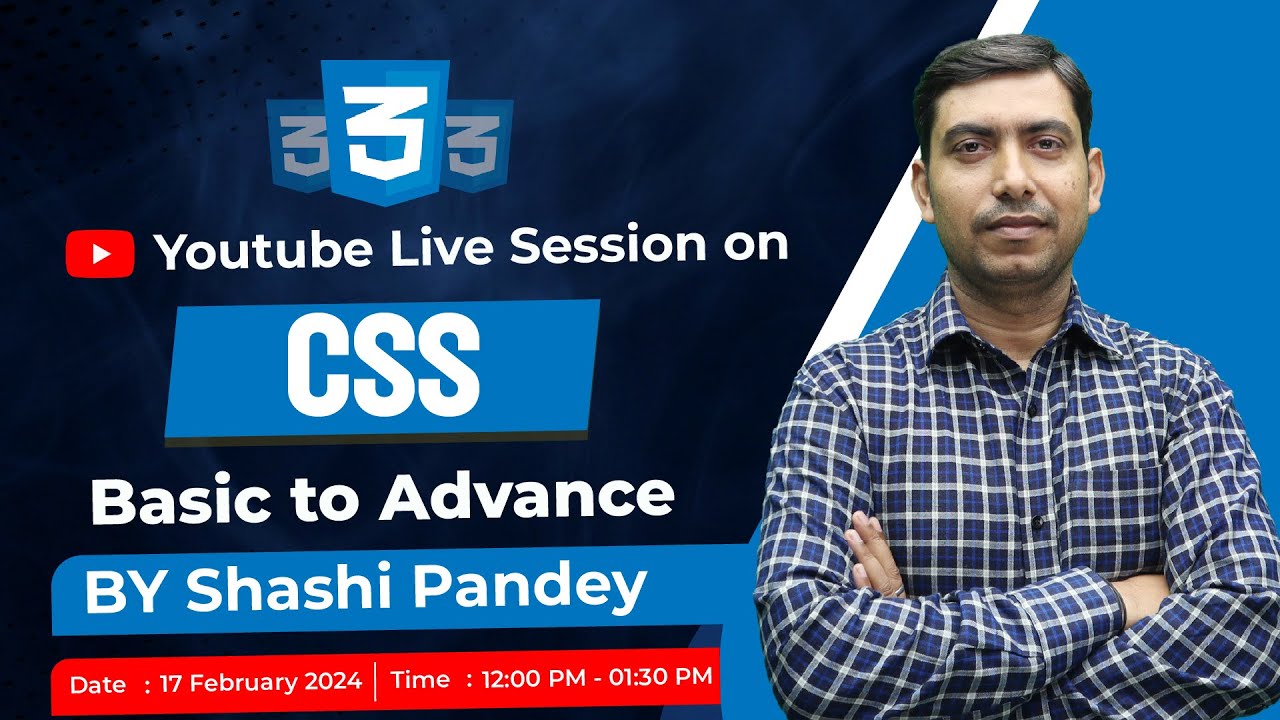 Youtube Live Session on
CSS
Basic to Advance
BY Shashi Pandey
Date : 17 February 2024 | Time : 12:00 PM - 01:30 PM